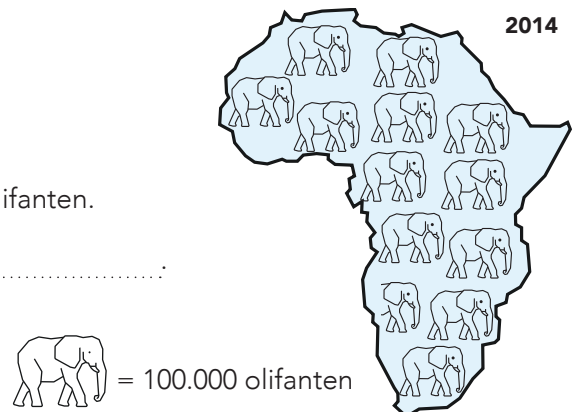 2014
ifanten.
.
= 100.000 olifanten